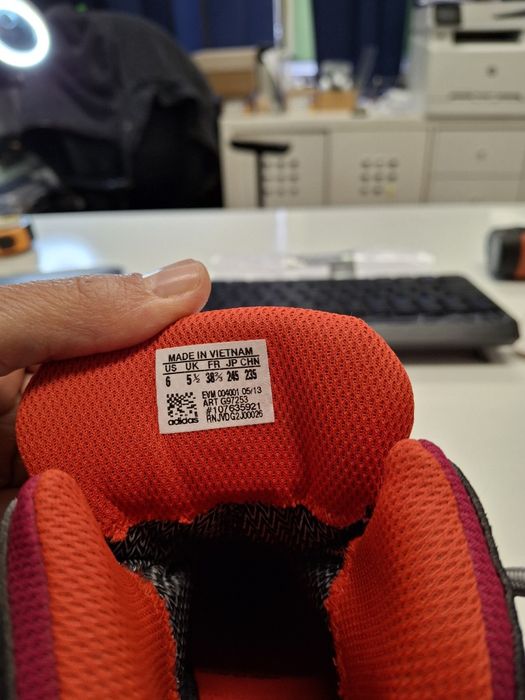 MADE IN VIETNAM
US UK FR JP CHN
6 5½ 38⅔ 245 235
EVM 004001 05/13
ART G97253
#107635921
adidas RNJVDG2J00026